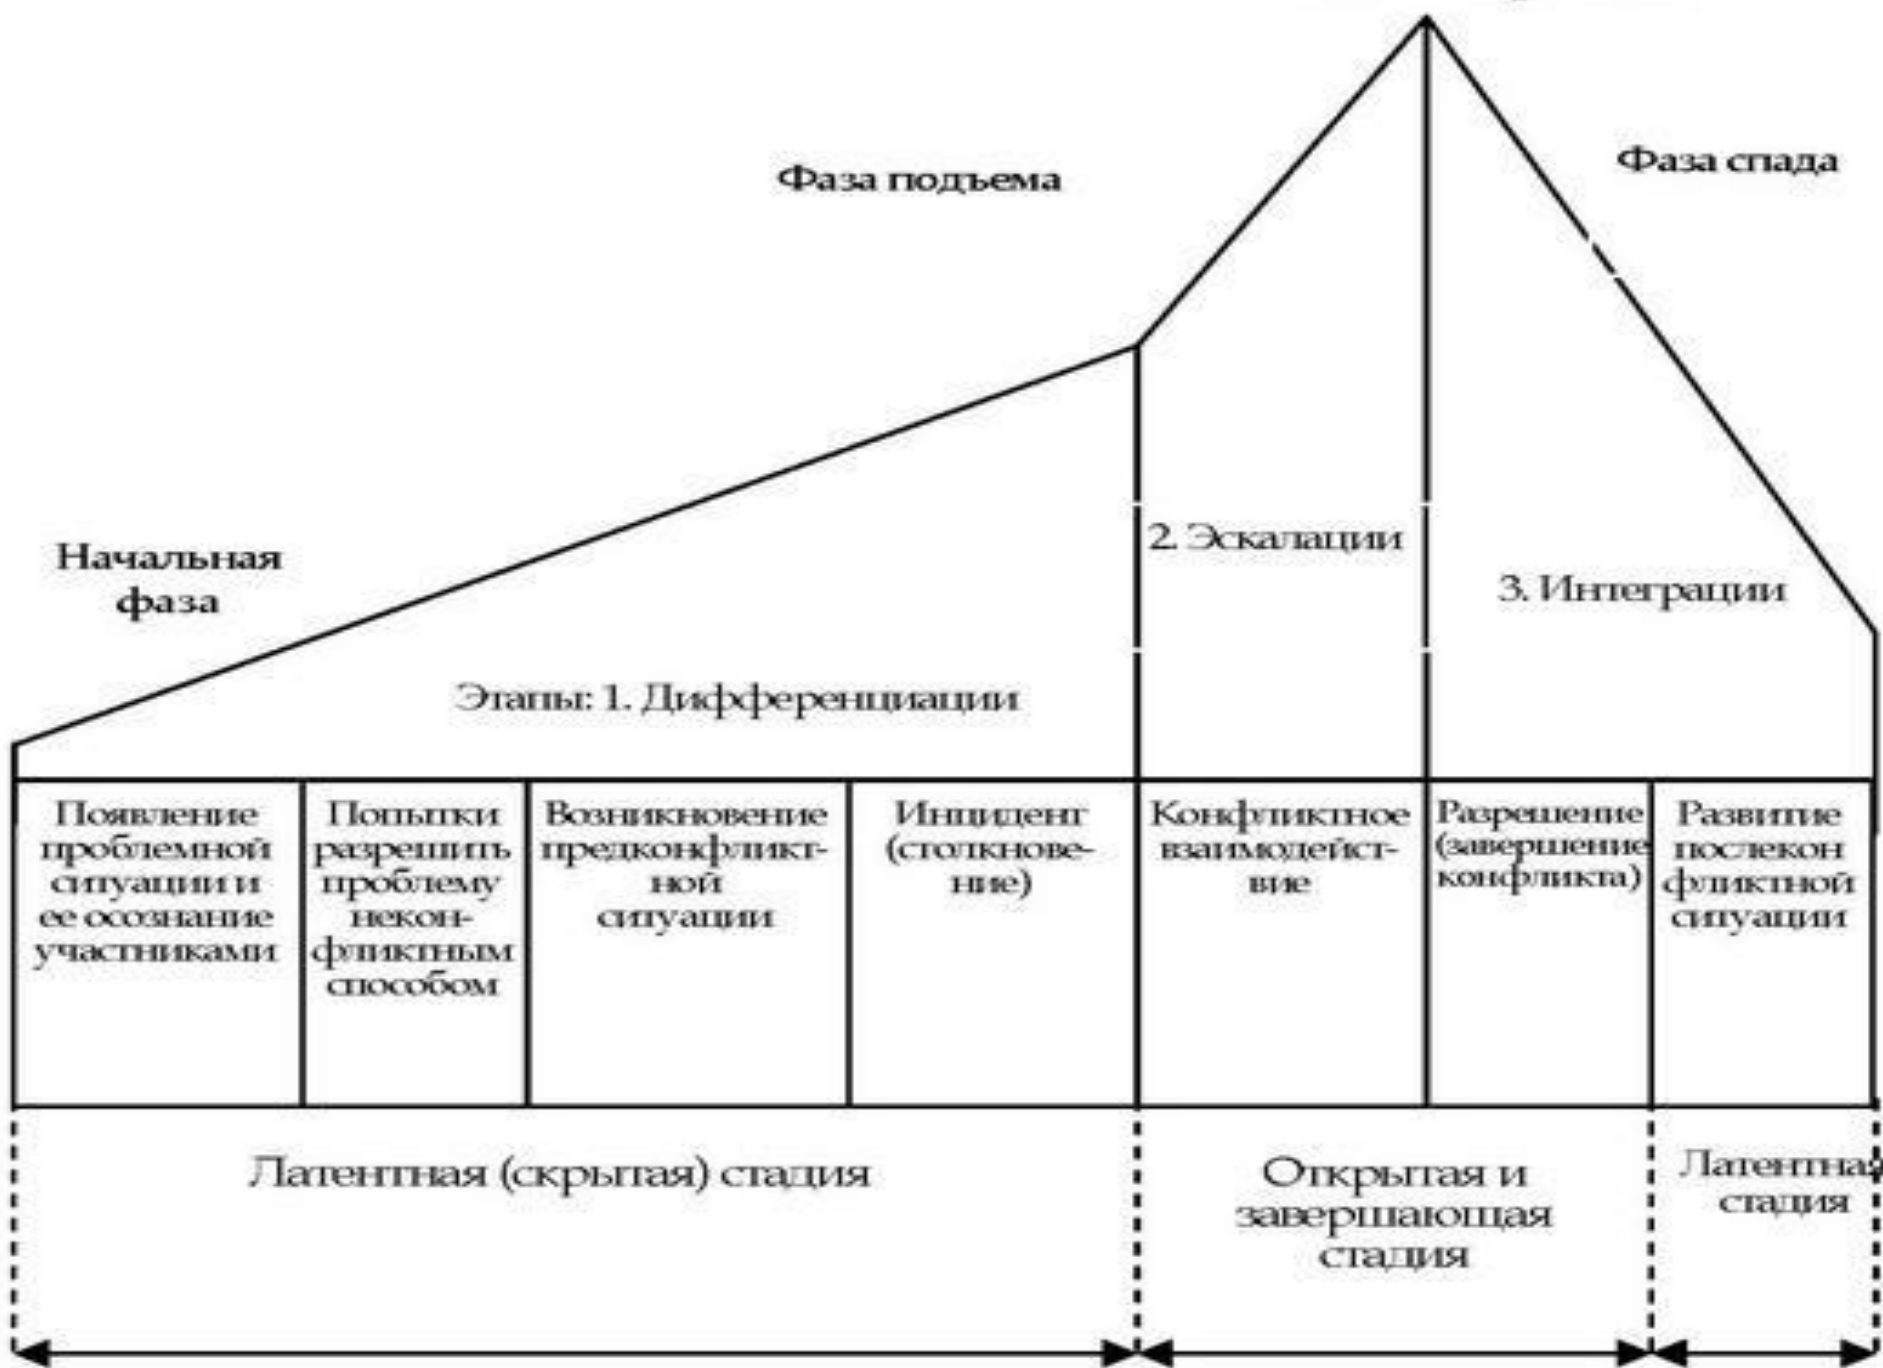 Фаза подъема
Фаза спада
Начальная
фаза
2. Эскалации
3. Интеграции
Этапы: 1. Дифференциации
Появление
проблемной
ситуации и
ее осознание
участниками
Попытки
разрешить
проблему
некон-
фликтным
способом
Возникновение
предконфликт-
ной
ситуации
Инцидент
(столкнове-
ние)
Конфликтное
взаимодейст-
вие
Разрешение
(завершение
конфликта)
Развитие
послекон
фликтной
ситуации
Латентная (скрытая) стадия
Открытая и
завершающая
стадия
Латентная
стадия